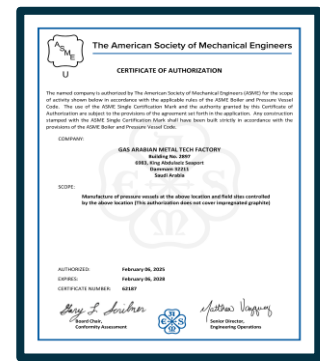 ASME
U
The American Society of Mechanical Engineers
CERTIFICATE OF AUTHORIZATION
The named company is authorized by The American Society of Mechanical Engineers (ASME) for the scope
of activity shown below in accordance with the applicable rules of the ASME Boiler and Pressure Vessel
Code. The use of the ASME Single Certification Mark and the authority granted by this Certificate of
Authorization are subject to the provisions of the agreement set forth in the application. Any construction
stamped with the ASME Single Certification Mark shall have been built strictly in accordance with the
provisions of the ASME Boiler and Pressure Vessel Code.
COMPANY:
GAS ARABIAN METAL TECH FACTORY
Building No. 2897
6983, King Abdulaziz Seaport
Dammam 32211
Saudi Arabia
SCOPE:
Manufacture of pressure vessels at the above location and field sites controlled
by the above location (This authorization does not cover impregnated graphite)
AUTHORIZED: February 06, 2025
EXPIRES: February 06, 2028
CERTIFICATE NUMBER: 62187
Board Chair,
Conformity Assessment
Senior Director,
Engineering Operations